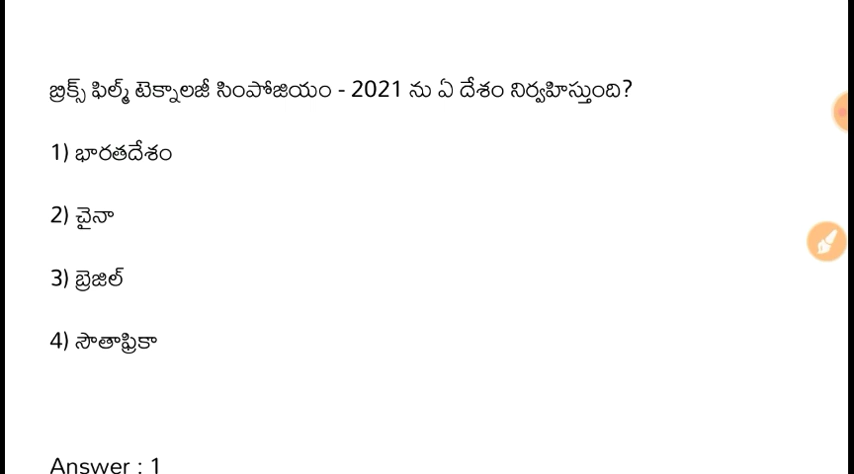 బ్రిక్స్ ఫిల్మ్ టెక్నాలజీ సింపోజియం - 2021 ను ఏ దేశం నిర్వహిస్తుంది?
1) భారతదేశం
2) చైనా
3) బ్రెజిల్
4) సౌతాఫ్రికా
Answer : 1